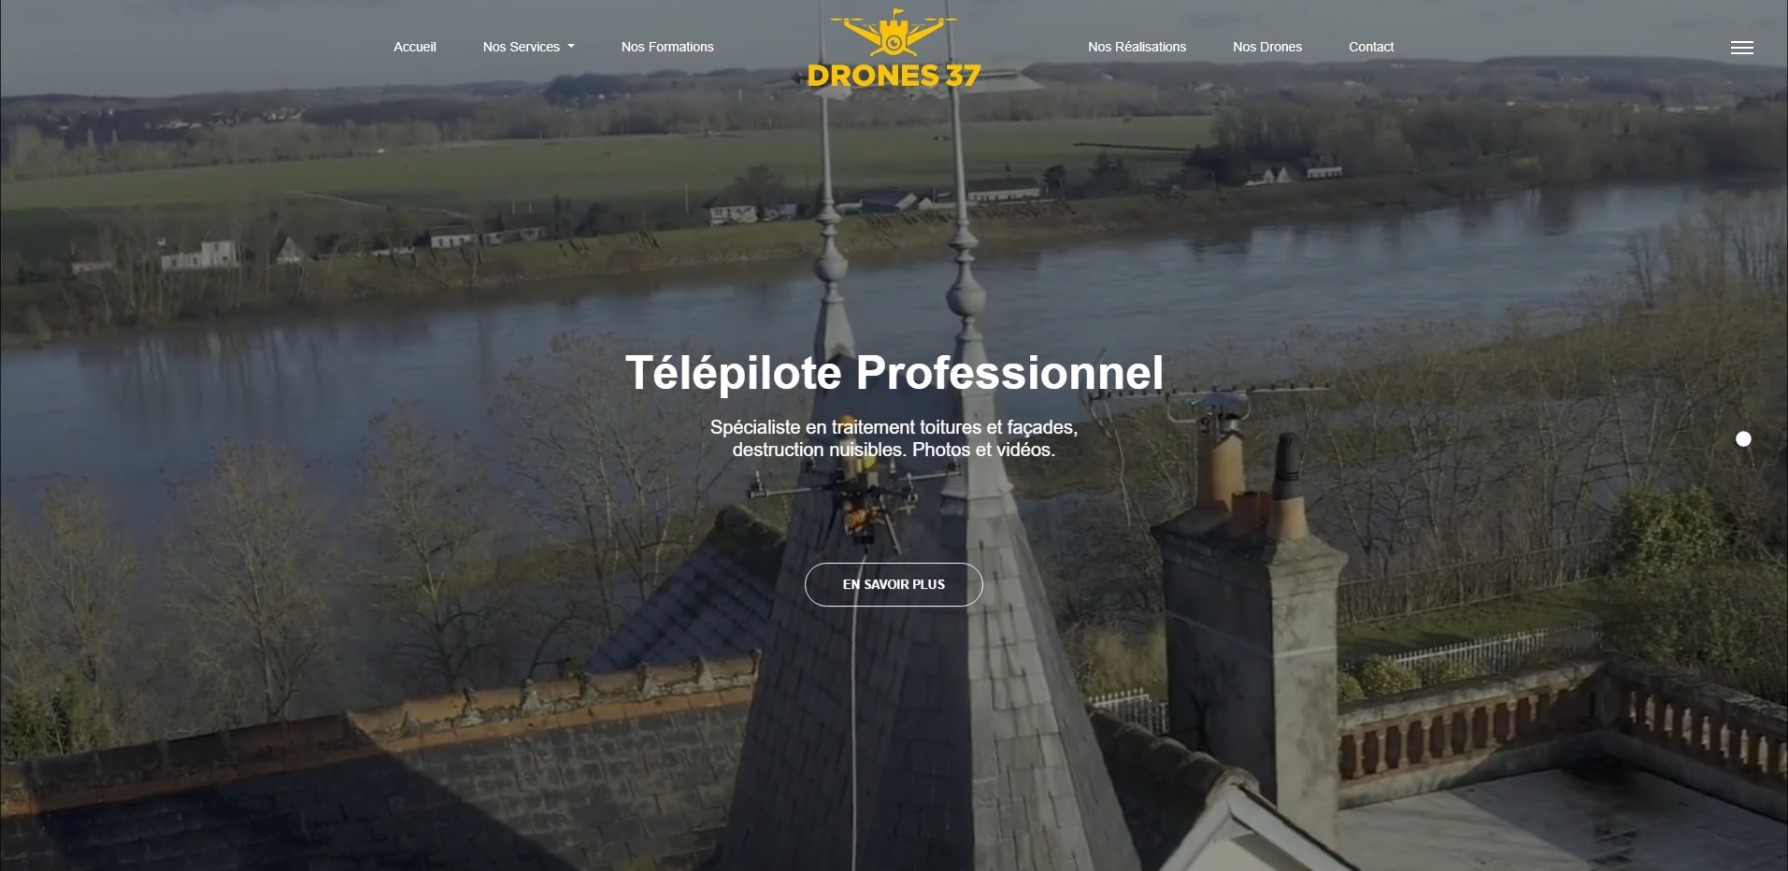 Accueil
Nos Services
Nos Formations
DRONES 37
Nos Réalisations
Nos Drones
Contact
Télépilote Professionnel
Spécialiste en traitement toitures et façades,
destruction nuisibles. Photos et vidéos.
EN SAVOIR PLUS